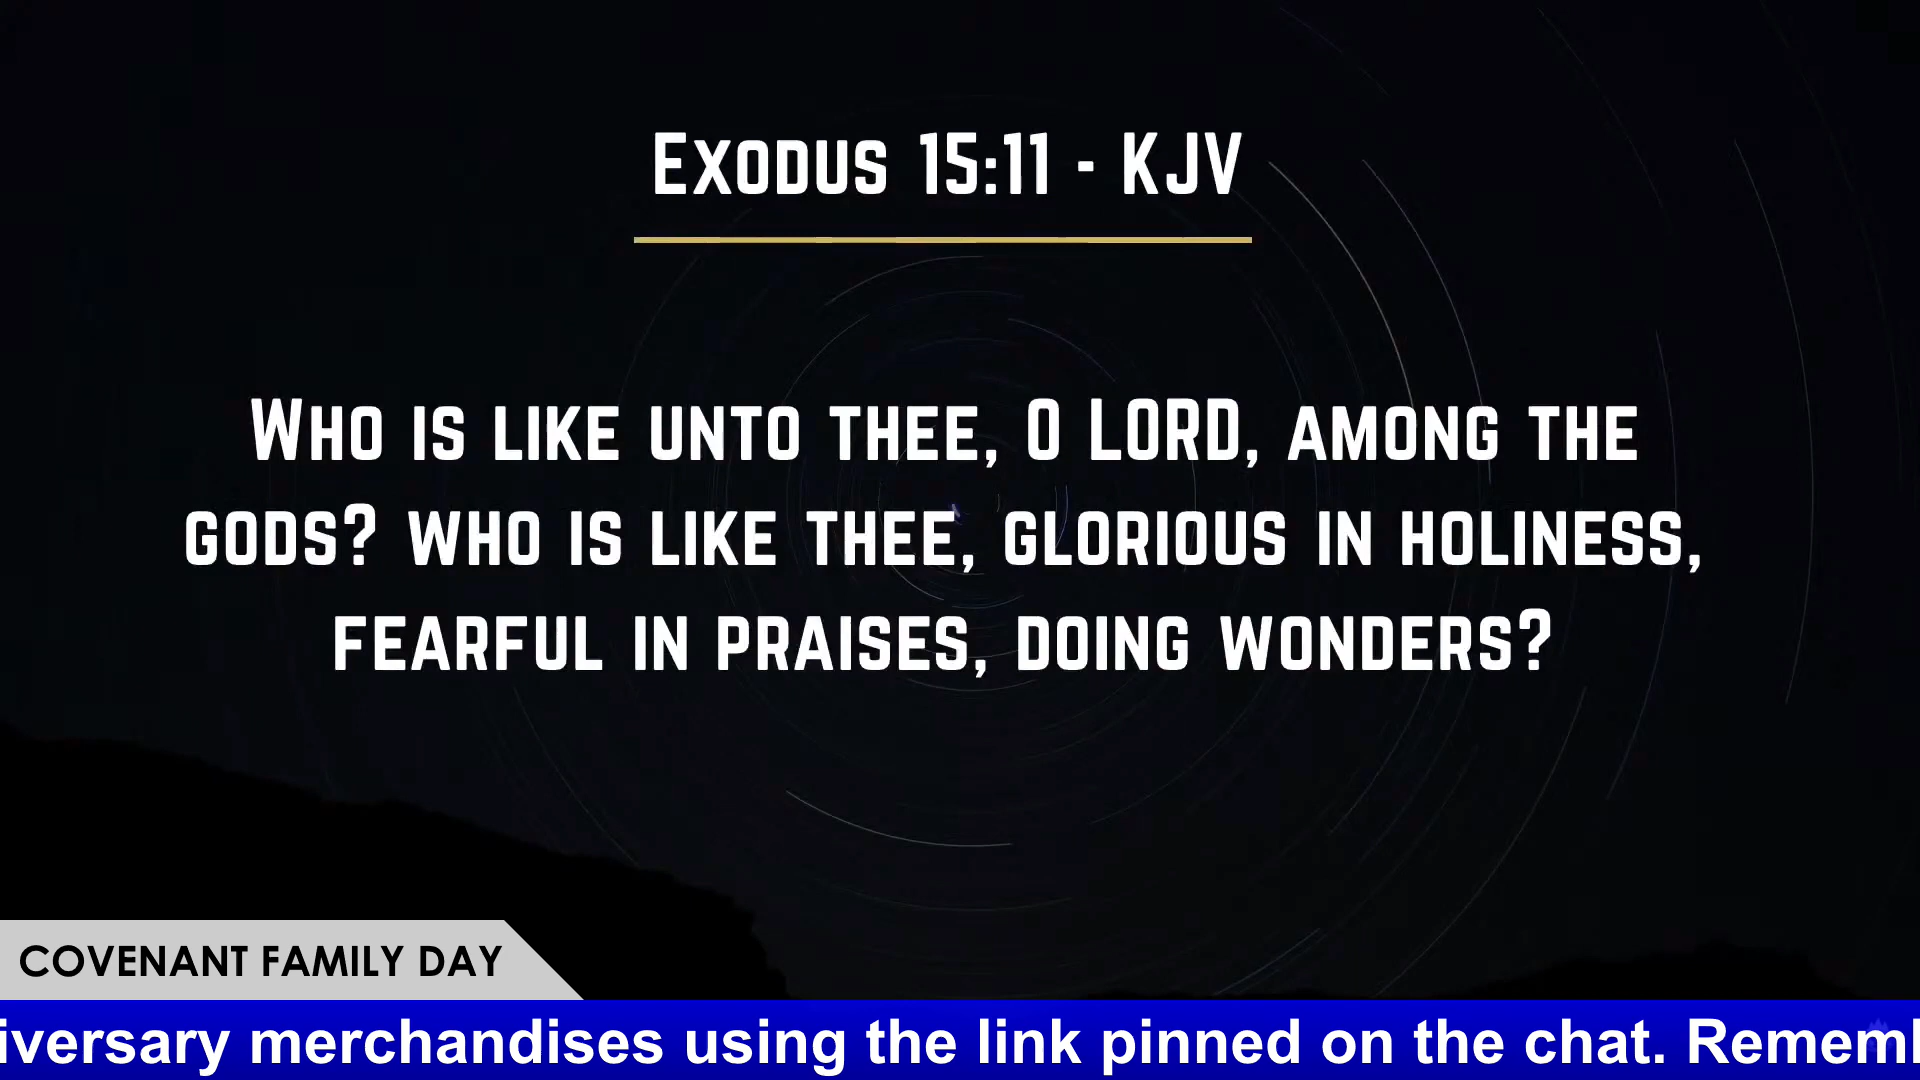 Exodus 15:11 - KJV
Who is like unto thee, O LORD, among the
gods? who is like thee, glorious in holiness,
fearful in praises, doing wonders?
COVENANT FAMILY DAY
iversary merchandises using the link pinned on the chat. Rememb